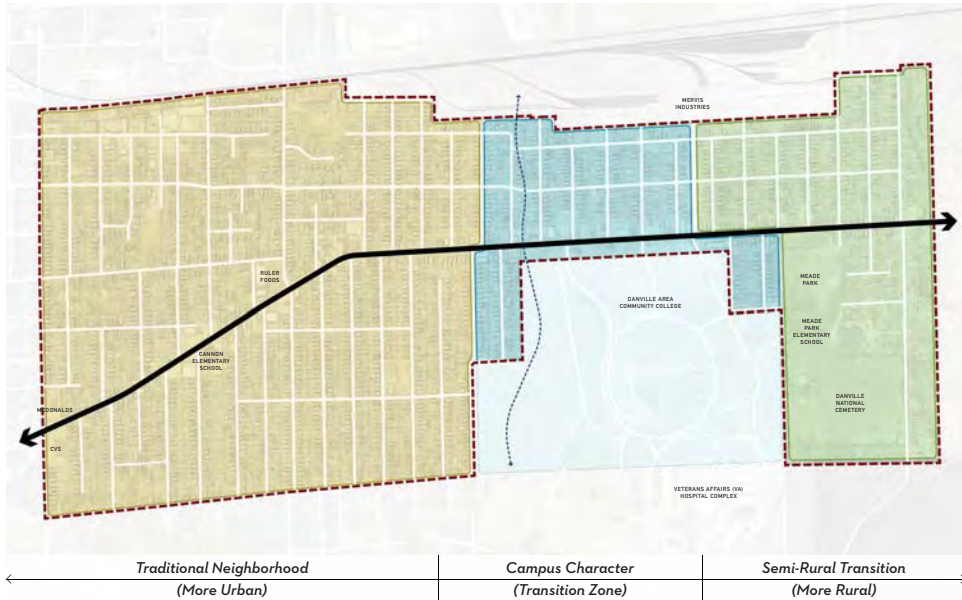 MERVIS
INDUSTRIES
RULER
FOODS
MEADE
PARK
DANVILLE AREA
COMMUNITY COLLEGE
MEADE
PARK
ELEMENTARY
SCHOOL
CANNON
ELEMENTARY
SCHOOL
DANVILLE
NATIONAL
CEMETERY
MCDONALDS
CVS
VETERANS AFFAIRS (VA)
HOSPITAL COMPLEX
Traditional Neighborhood
(More Urban)
Campus Character
(Transition Zone)
Semi-Rural Transition
(More Rural)